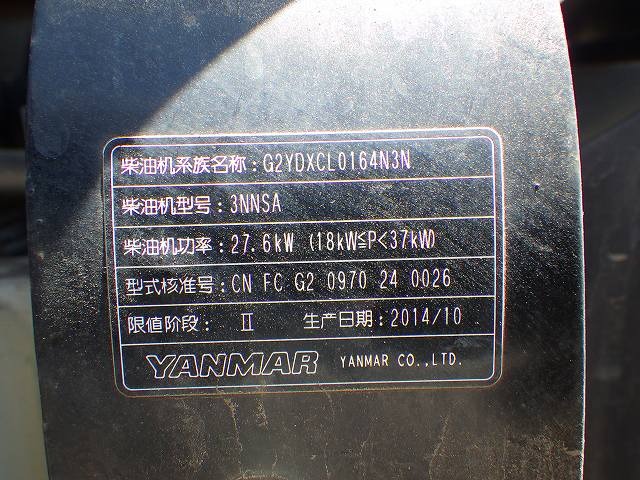 柴油机系族名称：G2YDXCL0164N3N
柴油机型号：3NNSA
柴油机功率：27.6kW (18kW≦P<37kW)
型式核准号：CN FC G2 0970 24 0026
限值阶段： Ⅱ 生产日期：2014/10
YANMAR YANMAR CO.,LTD.